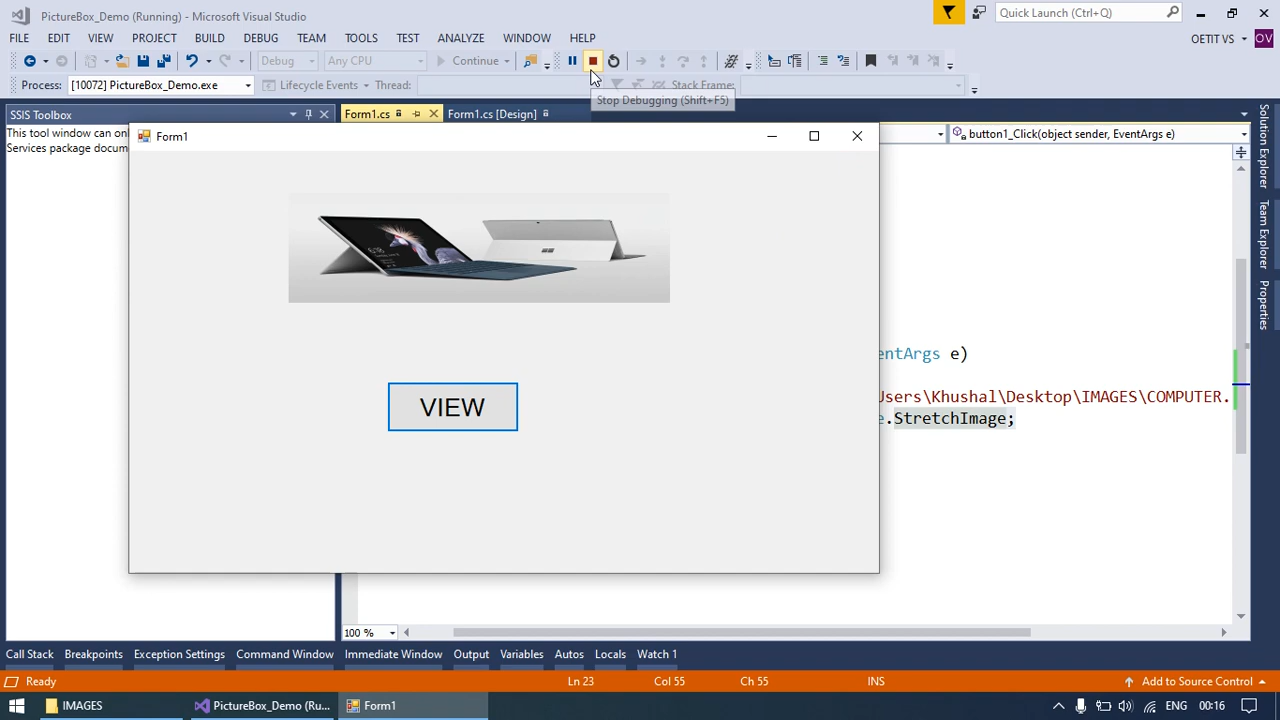 PictureBox_Demo (Running) - Microsoft Visual Studio
Quick Launch (Ctrl+Q)
FILE EDIT VIEW PROJECT BUILD DEBUG TEAM TOOLS TEST ANALYZE WINDOW HELP
OETIT VS OV
Debug Any CPU Continue
Process: [10072] PictureBox_Demo.exe Lifecycle Events Thread: Stack Frame:
Stop Debugging (Shift+F5)
SSIS Toolbox
Form1.cs Form1.cs [Design]
This tool window can onl
Services package docum
Form1
button1_Click(object sender, EventArgs e)
Solution Explorer
Team Explorer
Properties
entArgs e)
Users\Khushal\Desktop\IMAGES\COMPUTER.
e.StretchImage;
VIEW
100 %
Call Stack Breakpoints Exception Settings Command Window Immediate Window Output Variables Autos Locals Watch 1
Ready Ln 23 Col 55 Ch 55 INS Add to Source Control
IMAGES PictureBox_Demo (Ru... Form1 ENG 00:16